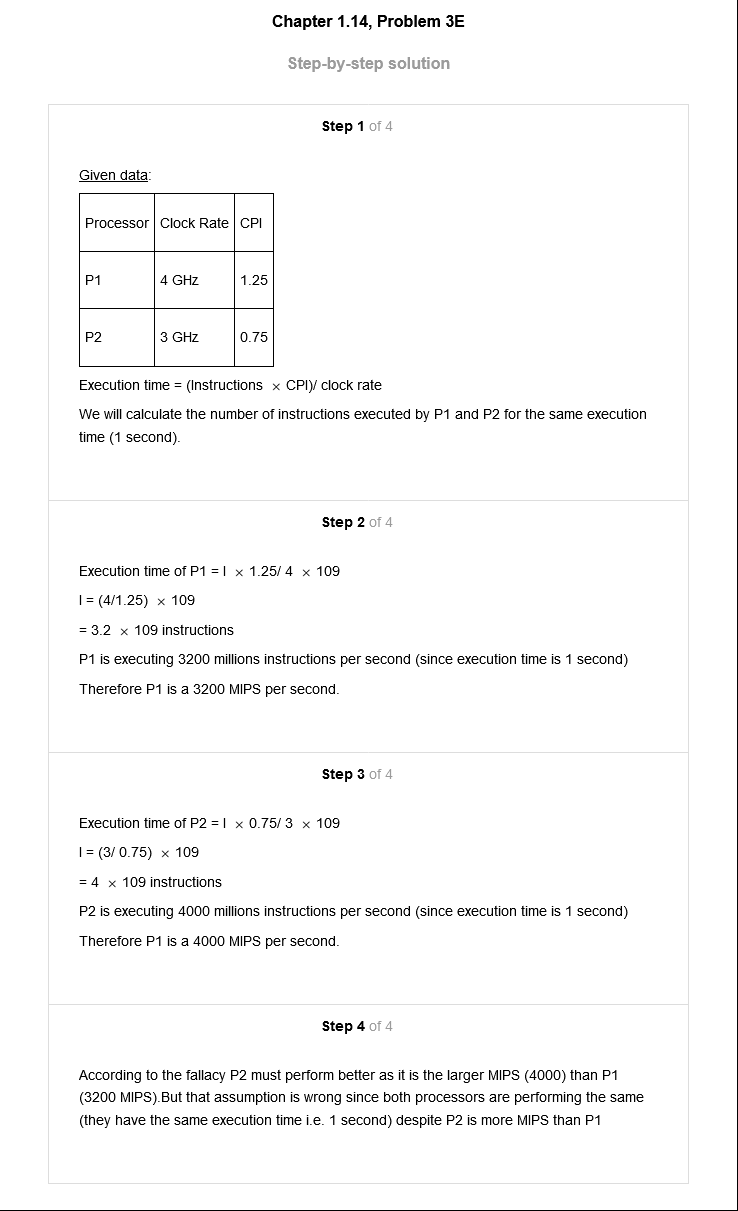 Chapter 1.14, Problem 3E
Step-by-step solution
Step 1 of 4
Given data:
Processor Clock Rate CPI
P1 4 GHz 1.25
P2 3 GHz 0.75
Execution time = (Instructions × CPI)/ clock rate
We will calculate the number of instructions executed by P1 and P2 for the same execution
time (1 second).
Step 2 of 4
Execution time of P1 = I × 1.25/ 4 × 109
I = (4/1.25) × 109
= 3.2 × 109 instructions
P1 is executing 3200 millions instructions per second (since execution time is 1 second)
Therefore P1 is a 3200 MIPS per second.
Step 3 of 4
Execution time of P2 = I × 0.75/ 3 × 109
I = (3/ 0.75) × 109
= 4 × 109 instructions
P2 is executing 4000 millions instructions per second (since execution time is 1 second)
Therefore P1 is a 4000 MIPS per second.
Step 4 of 4
According to the fallacy P2 must perform better as it is the larger MIPS (4000) than P1
(3200 MIPS).But that assumption is wrong since both processors are performing the same
(they have the same execution time i.e. 1 second) despite P2 is more MIPS than P1